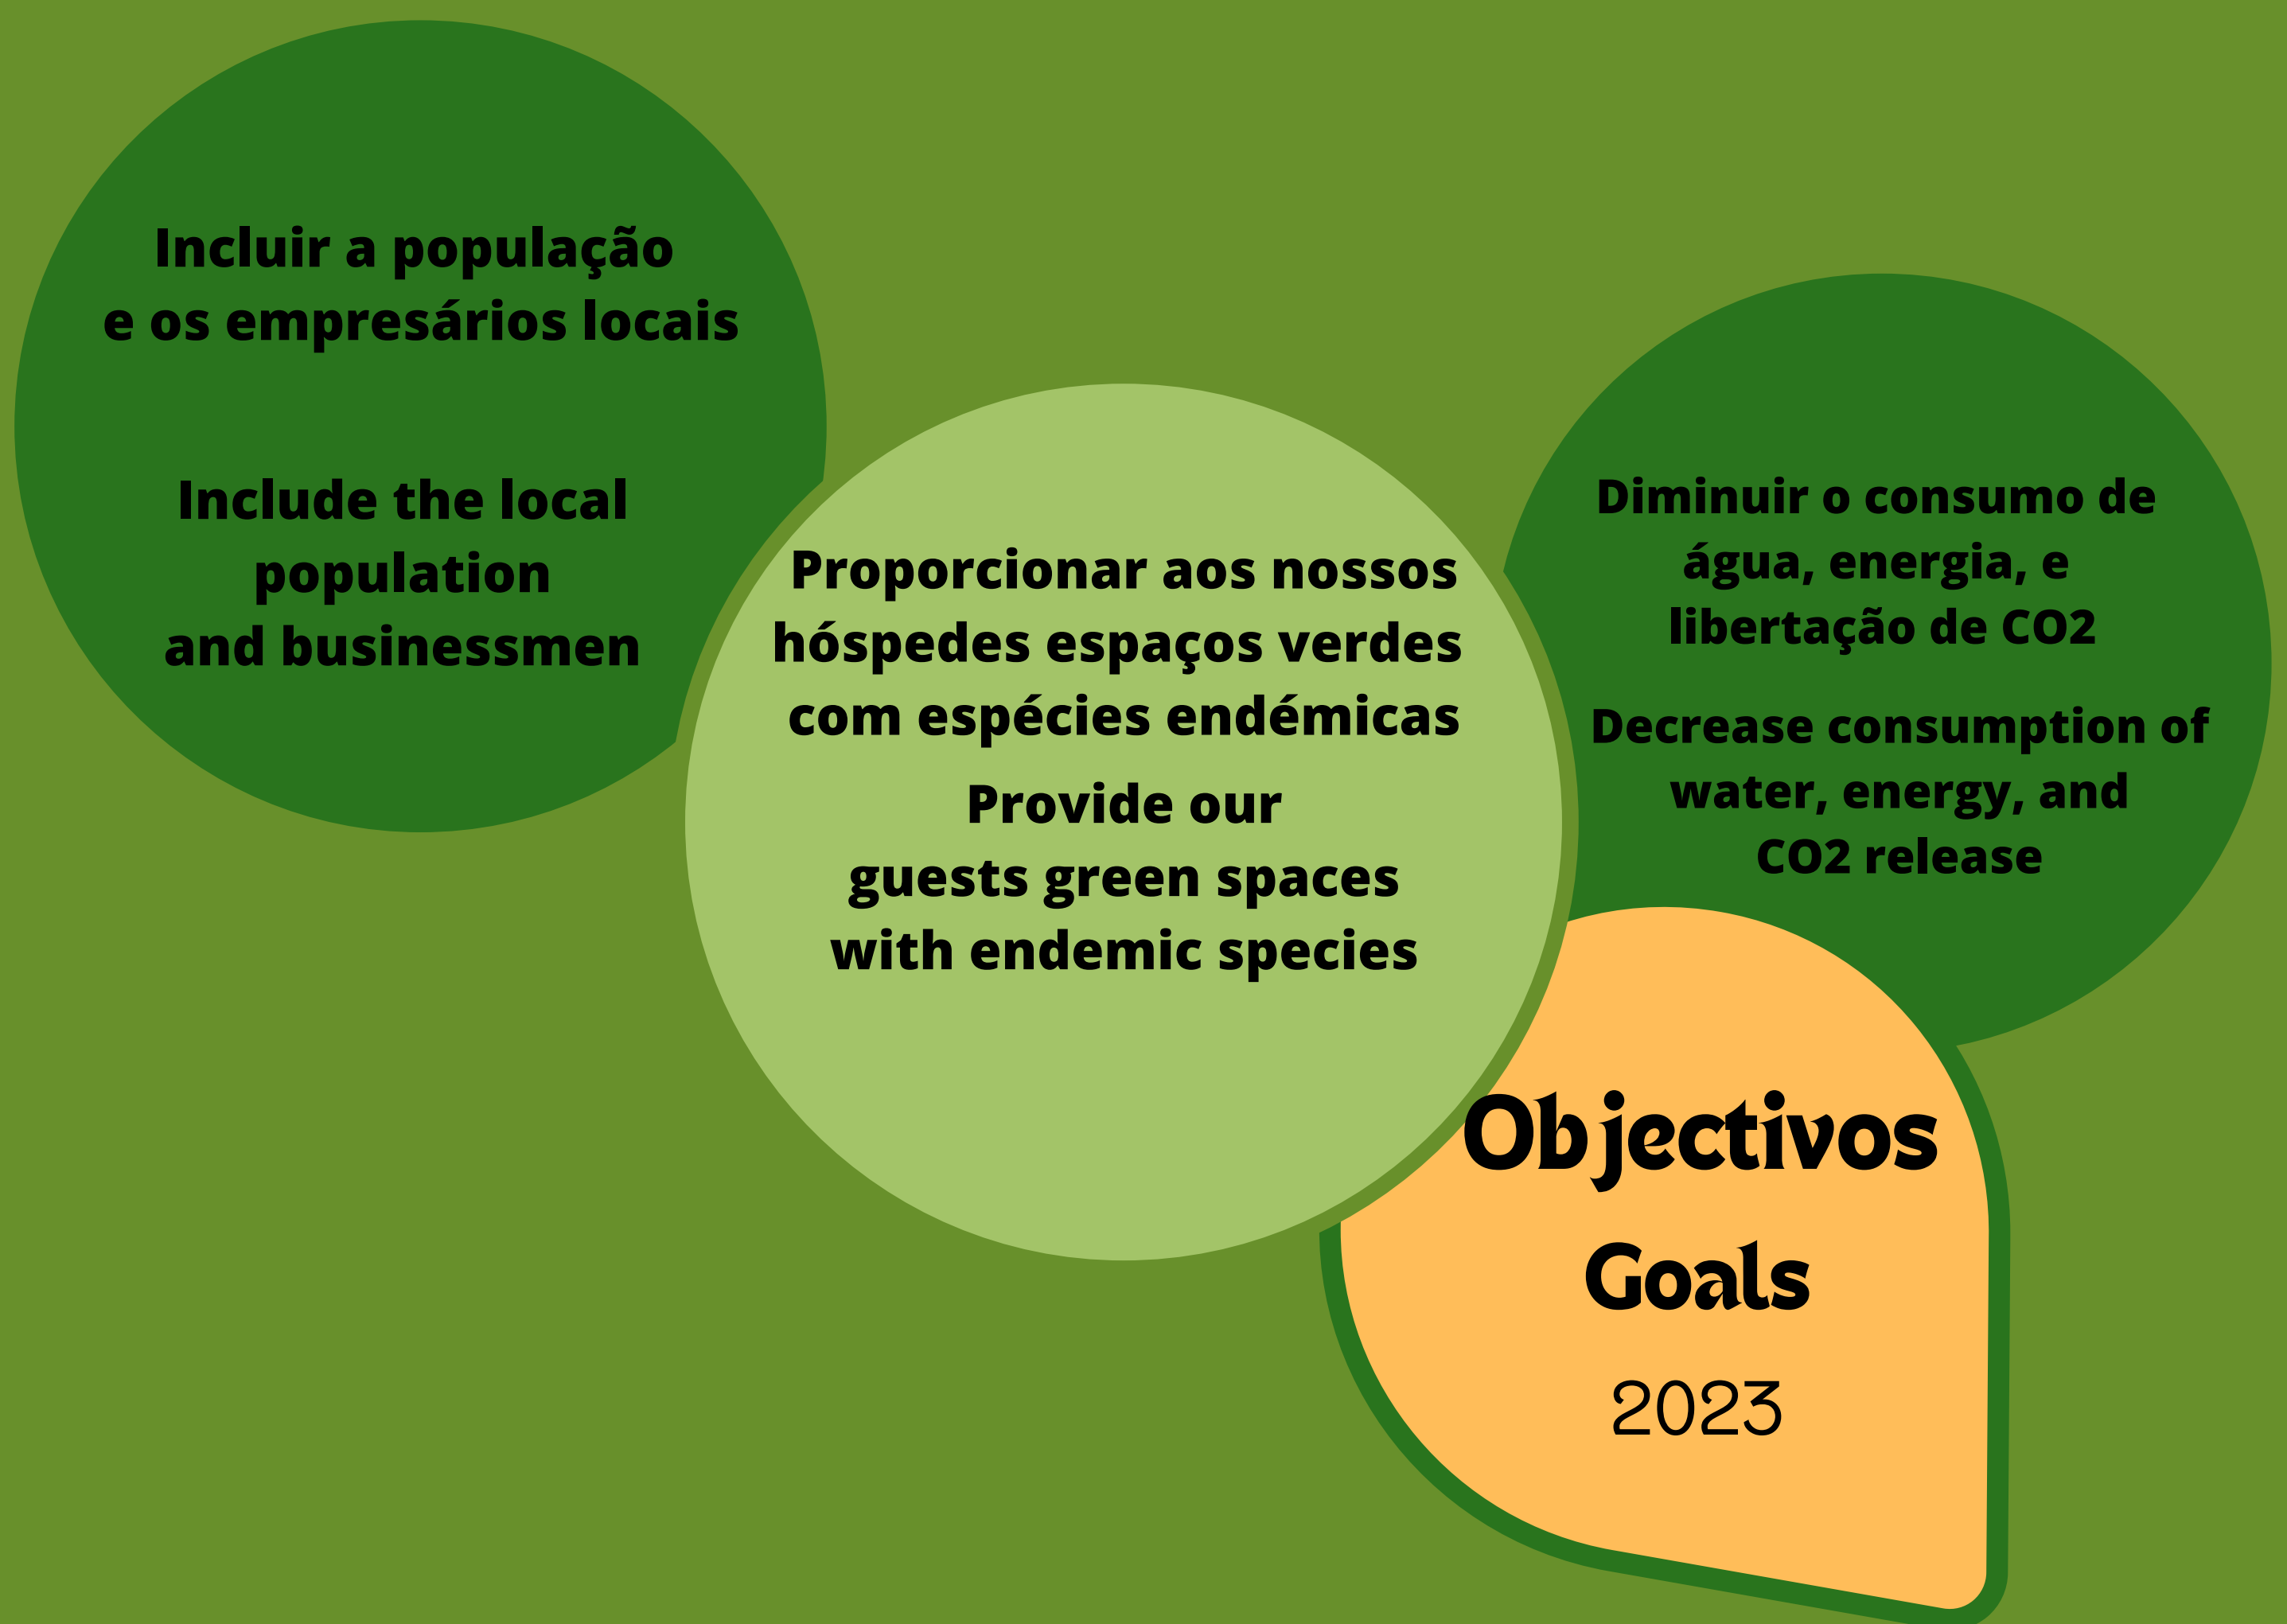 Incluir a população
e os empresários locais
Include the local
population
and businessmen
Proporcionar aos nossos
hóspedes espaços verdes
com espécies endémicas
Provide our
guests green spaces
with endemic species
Diminuir o consumo de
água, energia, e
libertação de CO2
Decrease consumption of
water, energy, and
CO2 release
Objectivos
Goals
2023